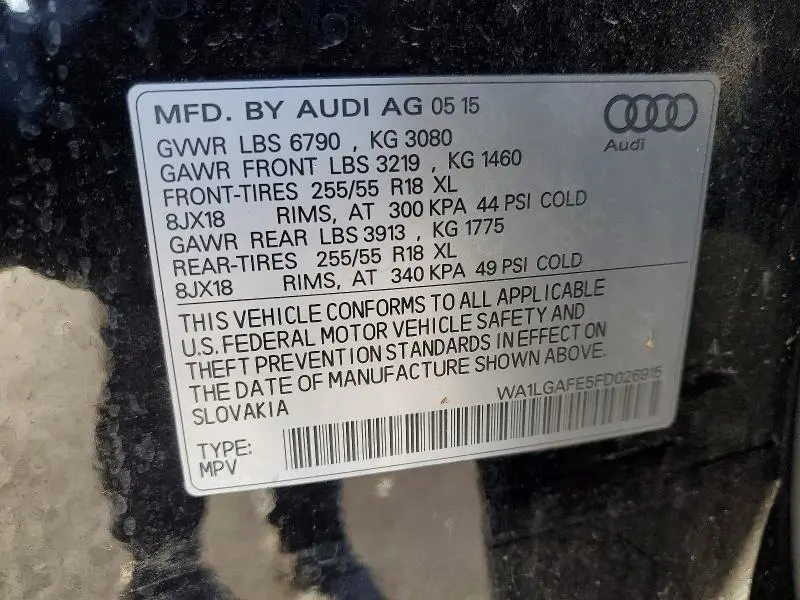 MFD. BY AUDI AG 05 15
Audi
GVWR LBS 6790 , KG 3080
GAWR FRONT LBS 3219 , KG 1460
FRONT-TIRES 255/55 R18 XL
8JX18 RIMS, AT 300 KPA 44 PSI COLD
GAWR REAR LBS 3913 , KG 1775
REAR-TIRES 255/55 R18 XL
8JX18 RIMS, AT 340 KPA 49 PSI COLD
THIS VEHICLE CONFORMS TO ALL APPLICABLE
U.S. FEDERAL MOTOR VEHICLE SAFETY AND
THEFT PREVENTION STANDARDS IN EFFECT ON
THE DATE OF MANUFACTURE SHOWN ABOVE.
SLOVAKIA
WA1LGAFE5FD026915
TYPE:
MPV